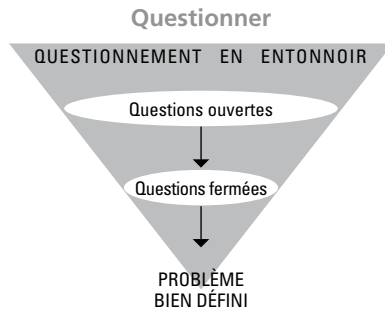 Questionner
QUESTIONNEMENT EN ENTONNOIR
Questions ouvertes
Questions fermées
PROBLÈME
BIEN DÉFINI